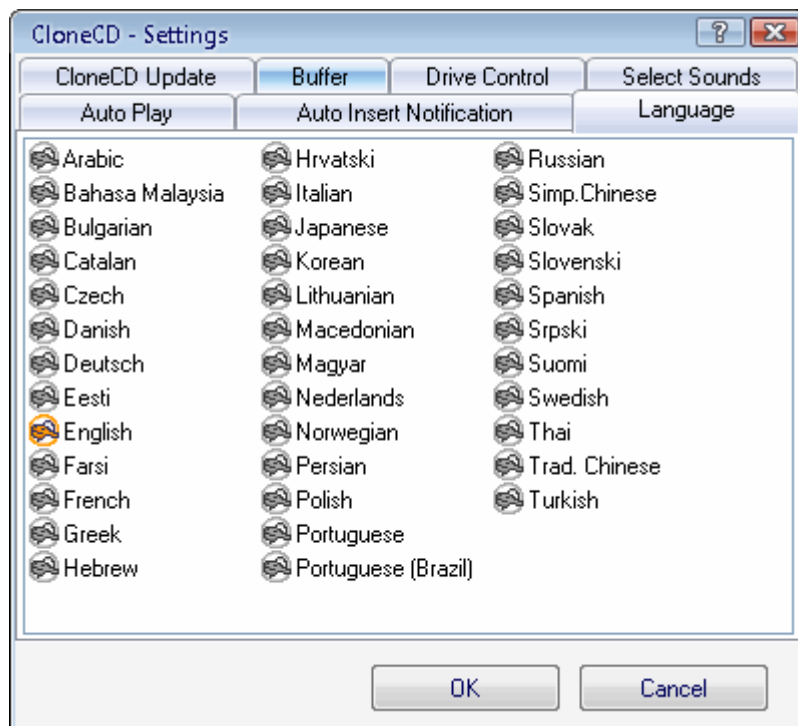 CloneCD - Settings
CloneCD Update
Buffer
Drive Control
Select Sounds
Auto Play
Auto Insert Notification
Language
Arabic
Bahasa Malaysia
Bulgarian
Catalan
Czech
Danish
Deutsch
Eesti
English
Farsi
French
Greek
Hebrew
Hrvatski
Italian
Japanese
Korean
Lithuanian
Macedonian
Magyar
Nederlands
Norwegian
Persian
Polish
Portuguese
Portuguese (Brazil)
Russian
Simp.Chinese
Slovak
Slovenski
Spanish
Srpski
Suomi
Swedish
Thai
Trad. Chinese
Turkish
OK
Cancel